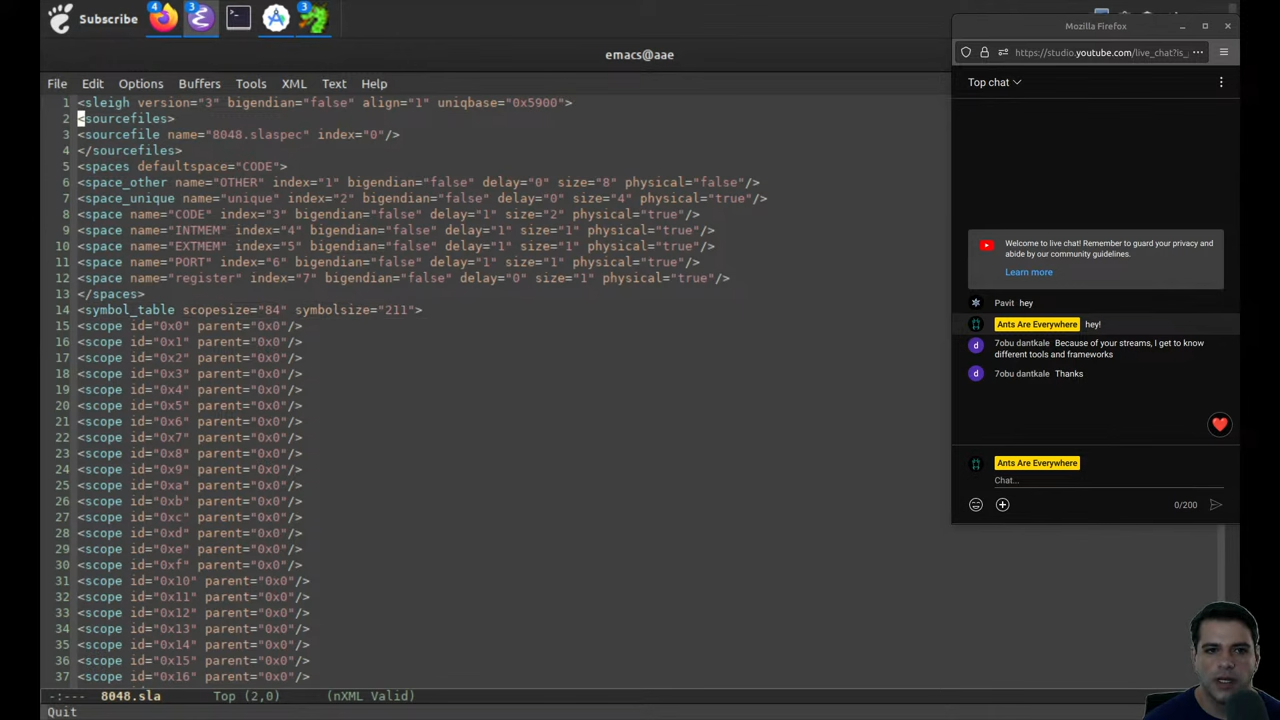 Subscribe
4
3
3
emacs@aae
File Edit Options Buffers Tools XML Text Help
1 <sleigh version="3" bigendian="false" align="1" uniqbase="0x5900">
2 <sourcefiles>
3 <sourcefile name="8048.slaspec" index="0"/>
4 </sourcefiles>
5 <spaces defaultspace="CODE">
6 <space_other name="OTHER" index="1" bigendian="false" delay="0" size="8" physical="false"/>
7 <space_unique name="unique" index="2" bigendian="false" delay="0" size="4" physical="true"/>
8 <space name="CODE" index="3" bigendian="false" delay="1" size="2" physical="true"/>
9 <space name="INTMEM" index="4" bigendian="false" delay="1" size="1" physical="true"/>
10 <space name="EXTMEM" index="5" bigendian="false" delay="1" size="1" physical="true"/>
11 <space name="PORT" index="6" bigendian="false" delay="1" size="1" physical="true"/>
12 <space name="register" index="7" bigendian="false" delay="0" size="1" physical="true"/>
13 </spaces>
14 <symbol_table scopesize="84" symbolsize="211">
15 <scope id="0x0" parent="0x0"/>
16 <scope id="0x1" parent="0x0"/>
17 <scope id="0x2" parent="0x0"/>
18 <scope id="0x3" parent="0x0"/>
19 <scope id="0x4" parent="0x0"/>
20 <scope id="0x5" parent="0x0"/>
21 <scope id="0x6" parent="0x0"/>
22 <scope id="0x7" parent="0x0"/>
23 <scope id="0x8" parent="0x0"/>
24 <scope id="0x9" parent="0x0"/>
25 <scope id="0xa" parent="0x0"/>
26 <scope id="0xb" parent="0x0"/>
27 <scope id="0xc" parent="0x0"/>
28 <scope id="0xd" parent="0x0"/>
29 <scope id="0xe" parent="0x0"/>
30 <scope id="0xf" parent="0x0"/>
31 <scope id="0x10" parent="0x0"/>
32 <scope id="0x11" parent="0x0"/>
33 <scope id="0x12" parent="0x0"/>
34 <scope id="0x13" parent="0x0"/>
35 <scope id="0x14" parent="0x0"/>
36 <scope id="0x15" parent="0x0"/>
37 <scope id="0x16" parent="0x0"/>
-:--- 8048.sla Top (2,0) (nXML Valid)
Quit
Mozilla Firefox
https://studio.youtube.com/live_chat?is_
Top chat
Welcome to live chat! Remember to guard your privacy and
abide by our community guidelines.
Learn more
Pavit hey
Ants Are Everywhere hey!
7obu dantkale Because of your streams, I get to know
different tools and frameworks
7obu dantkale Thanks
Ants Are Everywhere
Chat...
0/200